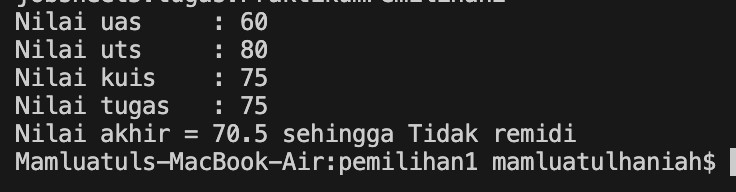 Nilai uas     : 60
Nilai uts     : 80
Nilai kuis    : 75
Nilai tugas   : 75
Nilai akhir = 70.5 sehingga Tidak remidi
Mamluatuls-MacBook-Air:pemilihan1 mamluatulhaniah$